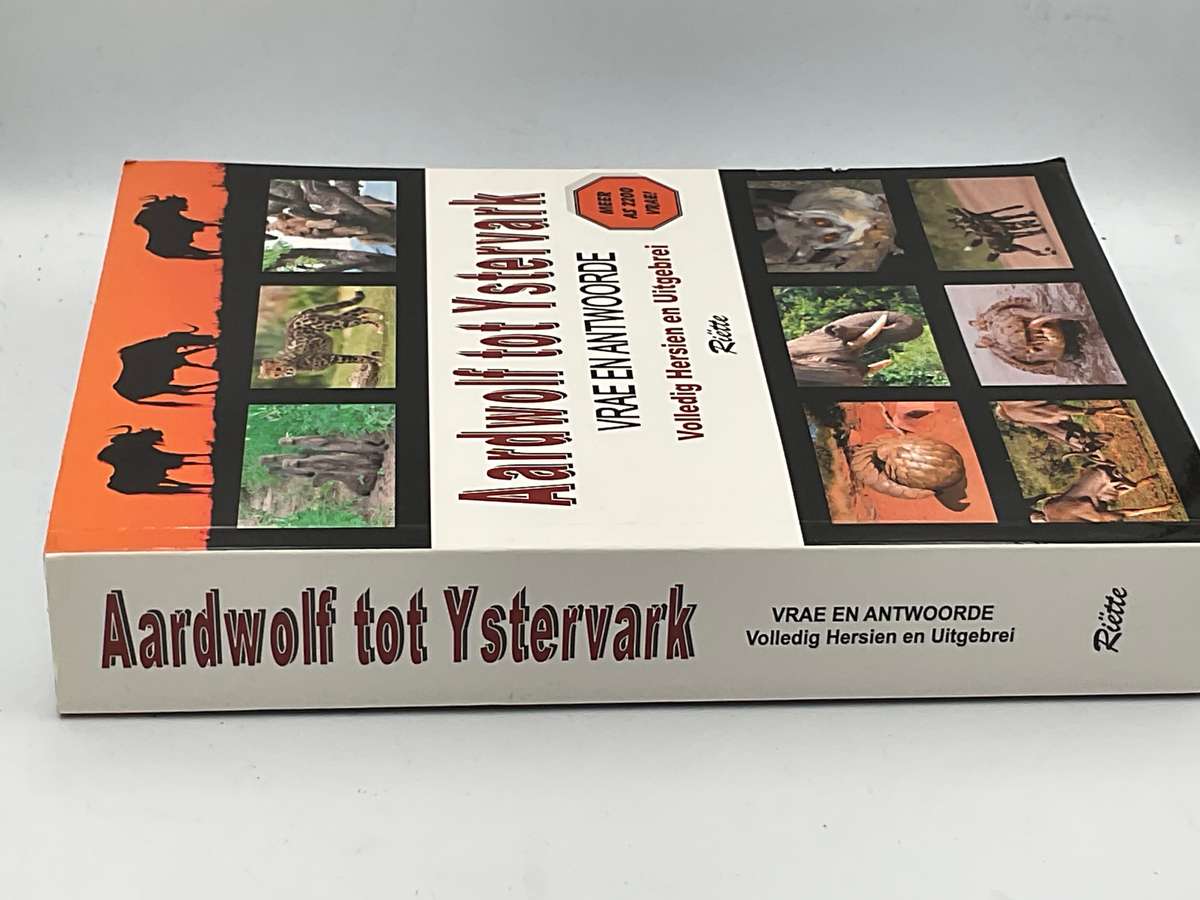 Aardwolf tot Ystervark
MEER
AS 2200
VRAE!
VRAE EN ANTWOORDE
Volledig Hersien en Uitgebrei
Riëtte
Aardwolf tot Ystervark
VRAE EN ANTWOORDE
Volledig Hersien en Uitgebrei
Riëtte